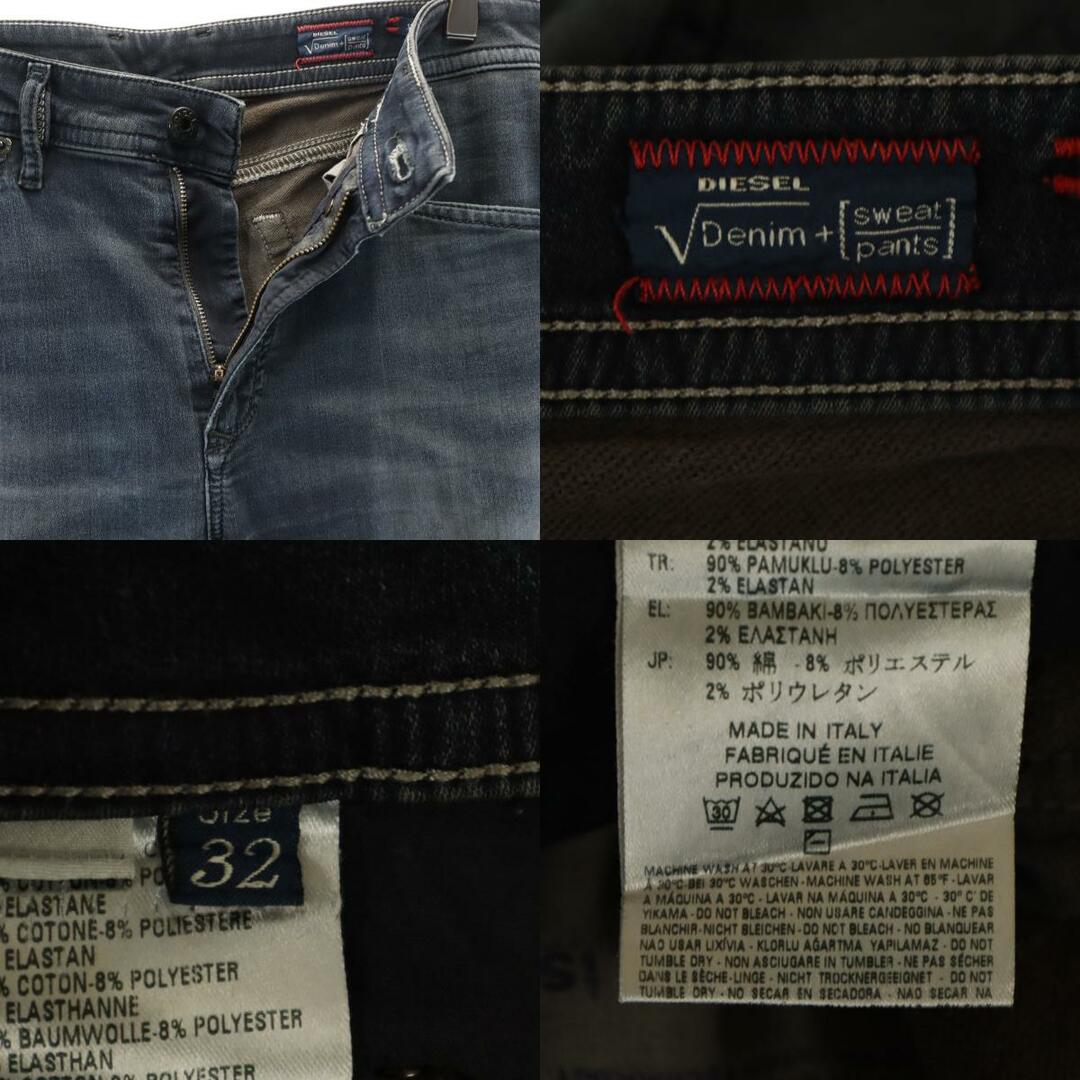 DIESEL
√Denim + [sweat
pants]
DIESEL
√Denim + [sweat
pants]
Size
32
ELASTANE
% COTONE-8% POLIESTERE
ELASTAN
% COTON-8% POLYESTER
ELASTHANNE
% BAUMWOLLE-8% POLYESTER
ELASTHAN
2% ELASTANO
TR: 90% PAMUKLU-8% POLYESTER
2% ELASTAN
EL: 90% BAMBAKI-8% ΠΟΛΥΕΣΤΕΡΑΣ
2% ΕΛΑΣΤΑΝΗ
JP: 90% 綿 -8% ポリエステル
2% ポリウレタン
MADE IN ITALY
FABRIQUÉ EN ITALIE
PRODUZIDO NA ITALIA
30
MACHINE WASH AT 30°C-LAVARE A 30°C-LAVER EN MACHINE
A 30°C BEI 30°C WASCHEN - MACHINE WASH AT 85°F - LAVAR
A MÁQUINA A 30°C - LAVAR NA MÁQUINA A 30°C - 30°C' DE
YIKAMA - DO NOT BLEACH - NON USARE CANDEGGINA - NE PAS
BLANCHIR - NICHT BLEICHEN - DO NOT BLEACH - NO BLANQUEAR
NAO USAR LIXÍVIA - KLORLU AĞARTMA YAPILAMAZ - DO NOT
TUMBLE DRY - NON ASCIUGARE IN TUMBLER - NE PAS SÉCHER
DANS LE SÈCHE-LINGE - NICHT TROCKNERGEEIGNET - DO NOT
TUMBLE DRY - NO SECAR EN SECADORA - NAO SECAR NA